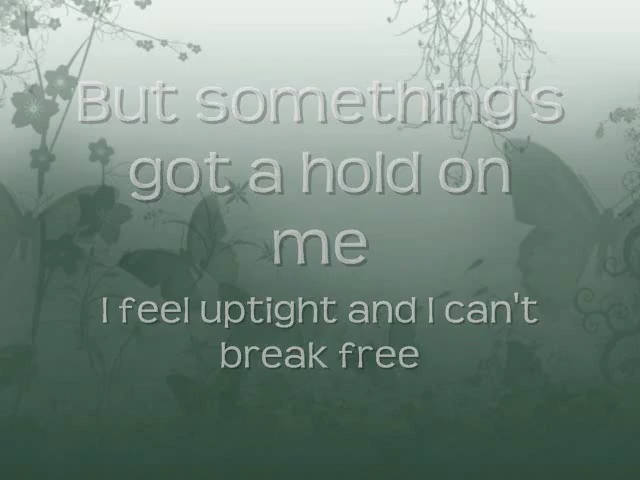 But something's
got a hold on
me
I feel uptight and I can't
break free